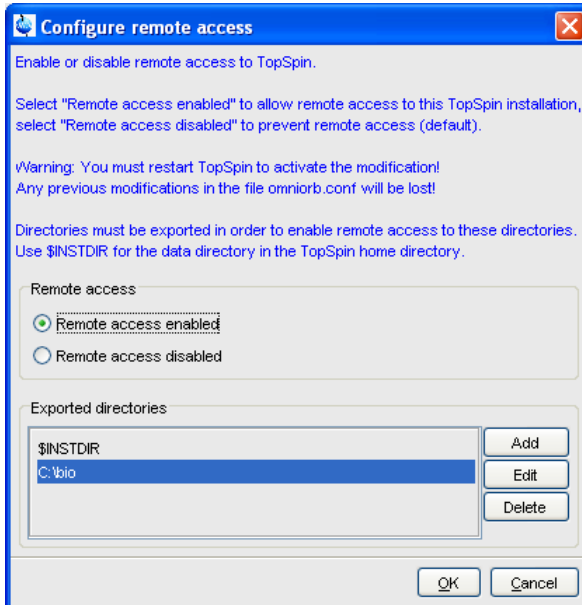 Configure remote access
Enable or disable remote access to TopSpin.
Select "Remote access enabled" to allow remote access to this TopSpin installation,
select "Remote access disabled" to prevent remote access (default).
Warning: You must restart TopSpin to activate the modification!
Any previous modifications in the file omniorb.conf will be lost!
Directories must be exported in order to enable remote access to these directories.
Use $INSTDIR for the data directory in the TopSpin home directory.
Remote access
Remote access enabled
Remote access disabled
Exported directories
$INSTDIR
C:\bio
Add
Edit
Delete
OK
Cancel